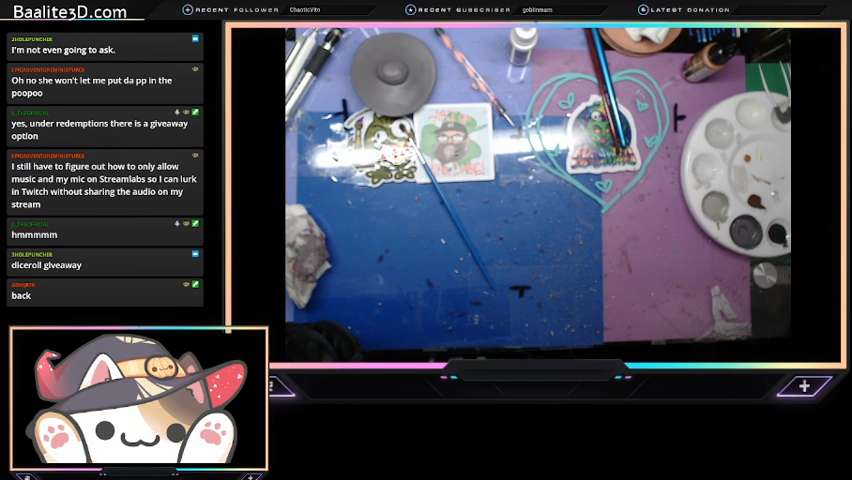 Baalite3D.com
RECENT FOLLOWER
ChaoticVito
RECENT SUBSCRIBER
goblinmam
LATEST DONATION
3HOLEPUNCHER
I'm not even going to ask.
Oh no she won't let me put da pp in the
poopoo
yes, under redemptions there is a giveaway
option
I still have to figure out how to only allow
music and my mic on Streamlabs so I can lurk
in Twitch without sharing the audio on my
stream
hmmmmm
3HOLEPUNCHER
diceroll giveaway
back